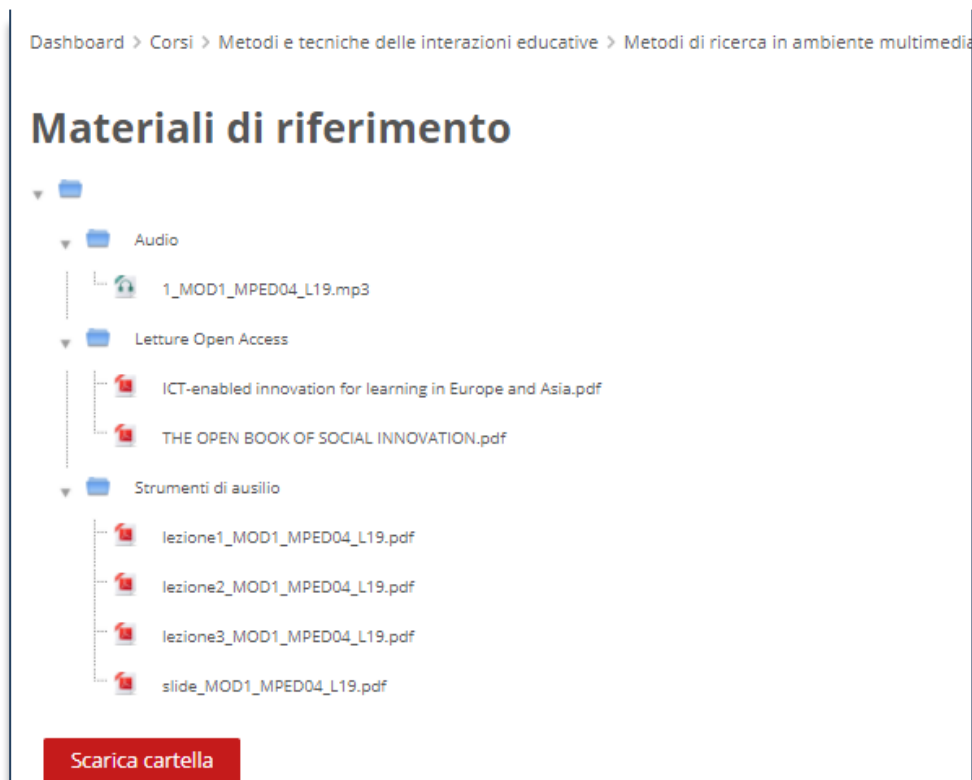 Dashboard > Corsi > Metodi e tecniche delle interazioni educative > Metodi di ricerca in ambiente multimedia
Materiali di riferimento
Audio
1_MOD1_MPED04_L19.mp3
Letture Open Access
ICT-enabled innovation for learning in Europe and Asia.pdf
THE OPEN BOOK OF SOCIAL INNOVATION.pdf
Strumenti di ausilio
lezione1_MOD1_MPED04_L19.pdf
lezione2_MOD1_MPED04_L19.pdf
lezione3_MOD1_MPED04_L19.pdf
slide_MOD1_MPED04_L19.pdf
Scarica cartella